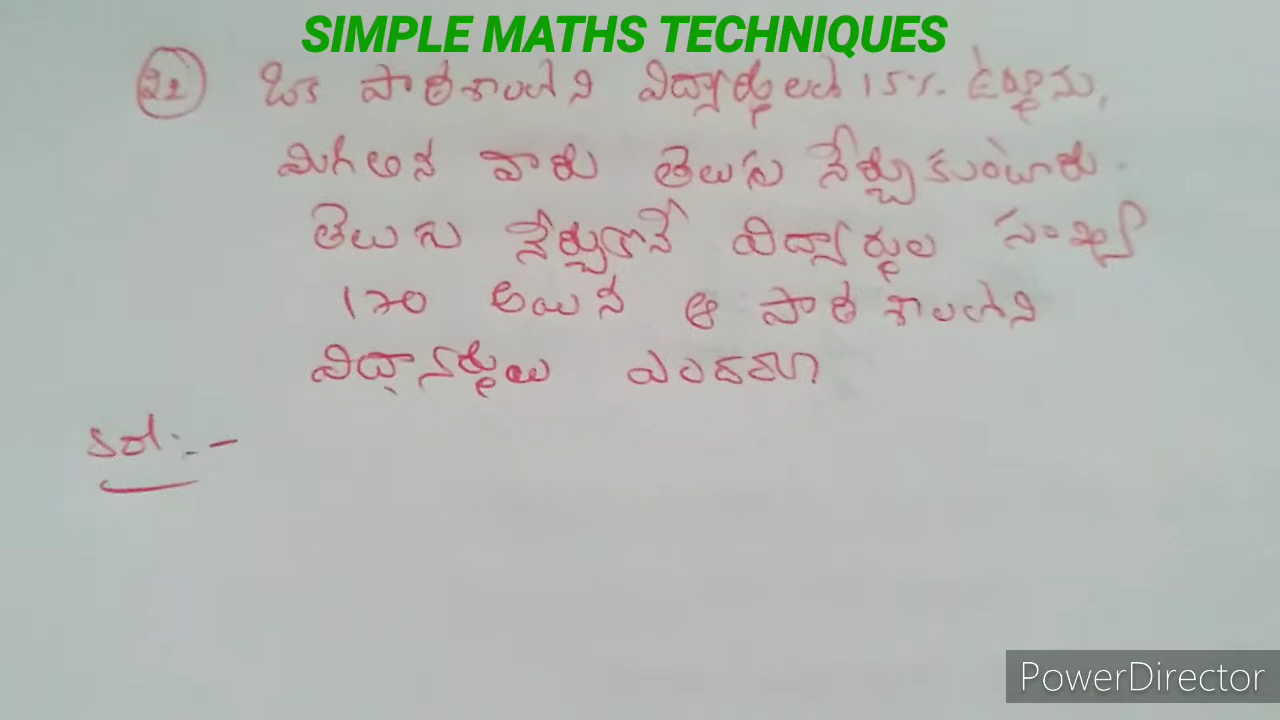 SIMPLE MATHS TECHNIQUES
22 ఒక పాఠశాలలోని విద్యార్థులలో 15% ఉర్దూను,
మిగిలిన వారు తెలుగు నేర్చుకుంటారు.
తెలుగు నేర్చుకొనే విద్యార్థుల సంఖ్య
170 అయిన ఆ పాఠశాలలోని
విద్యార్థులు ఎందరు?
Sol:-
PowerDirector